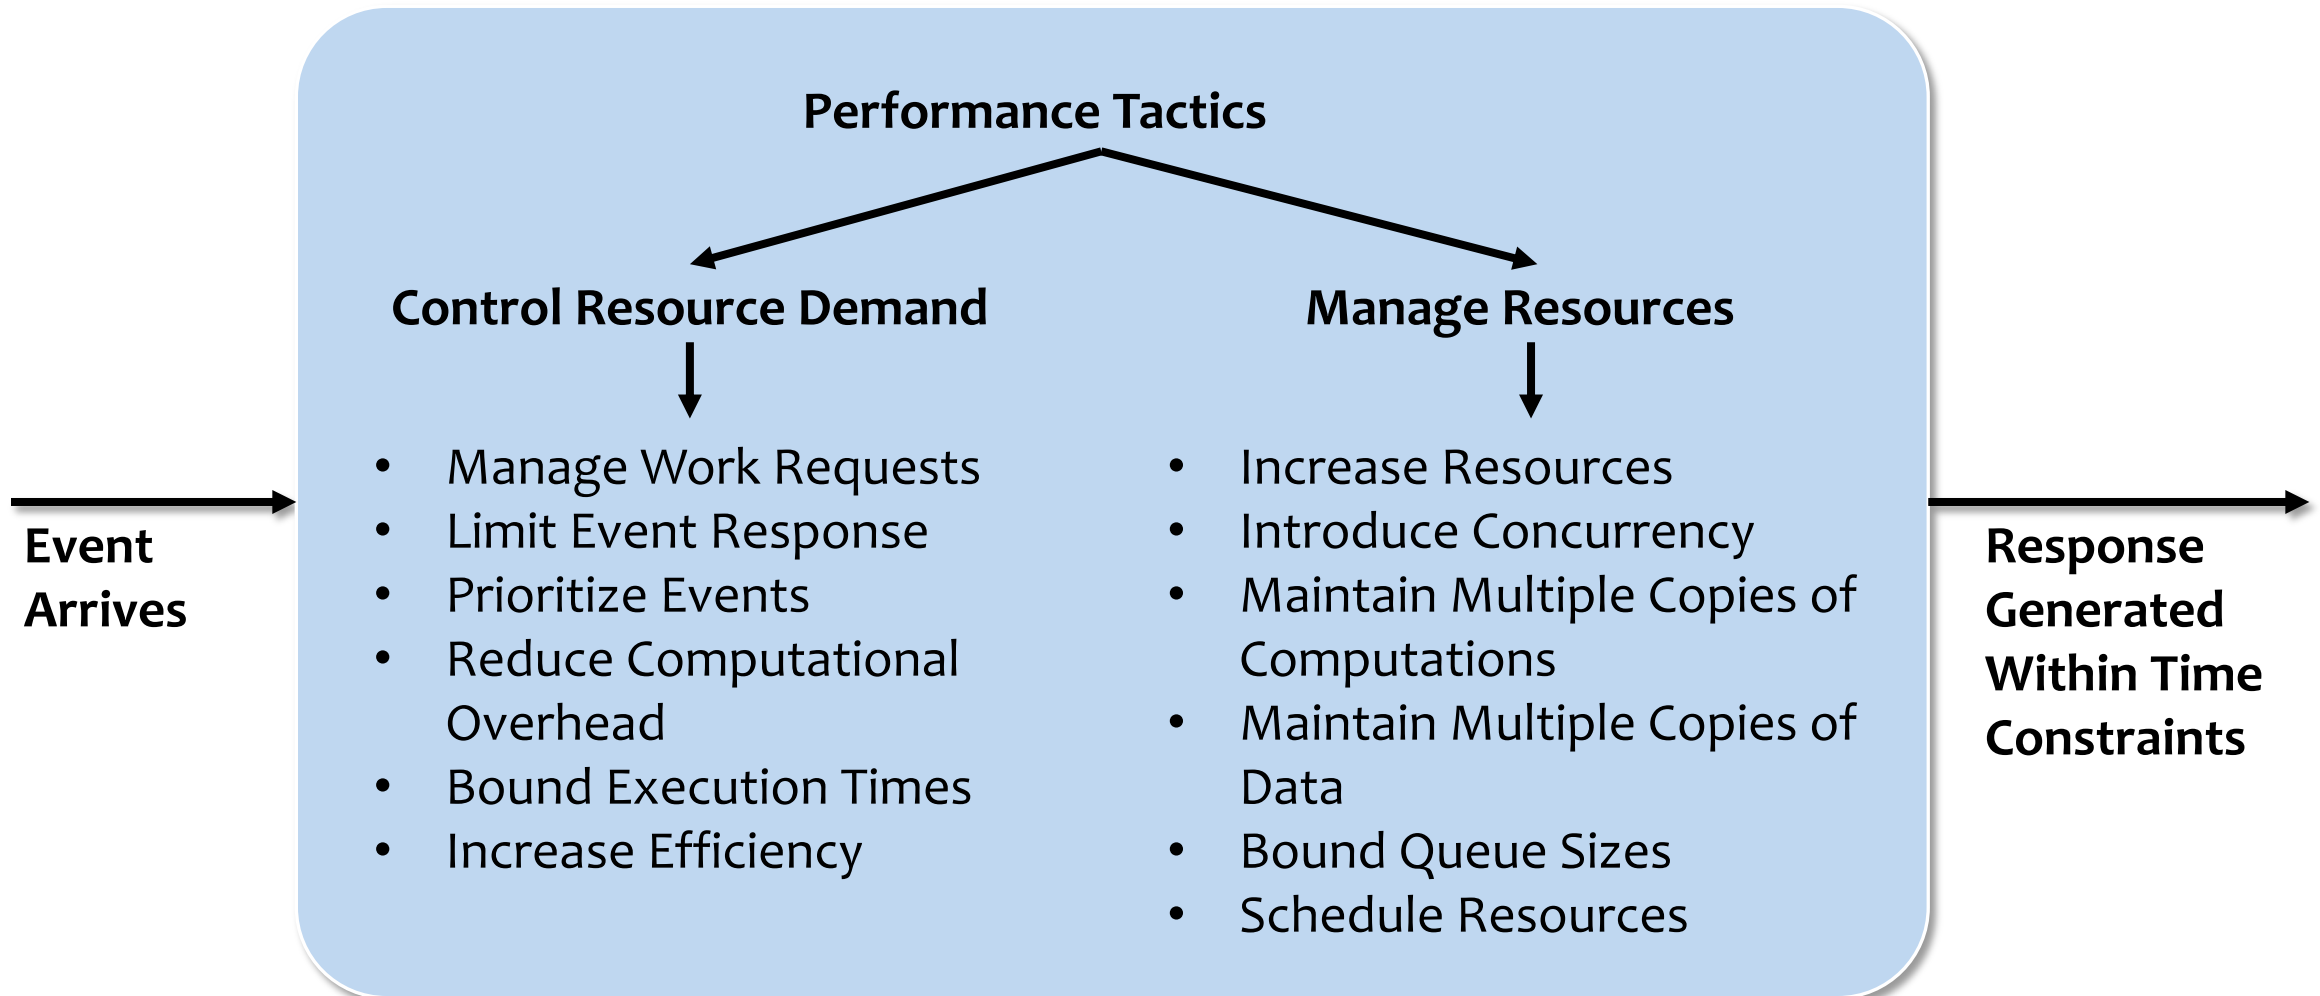 Performance Tactics
Control Resource Demand
• Manage Work Requests
• Limit Event Response
• Prioritize Events
• Reduce Computational
Overhead
• Bound Execution Times
• Increase Efficiency
Manage Resources
• Increase Resources
• Introduce Concurrency
• Maintain Multiple Copies of
Computations
• Maintain Multiple Copies of
Data
• Bound Queue Sizes
• Schedule Resources
Event
Arrives
Response
Generated
Within Time
Constraints